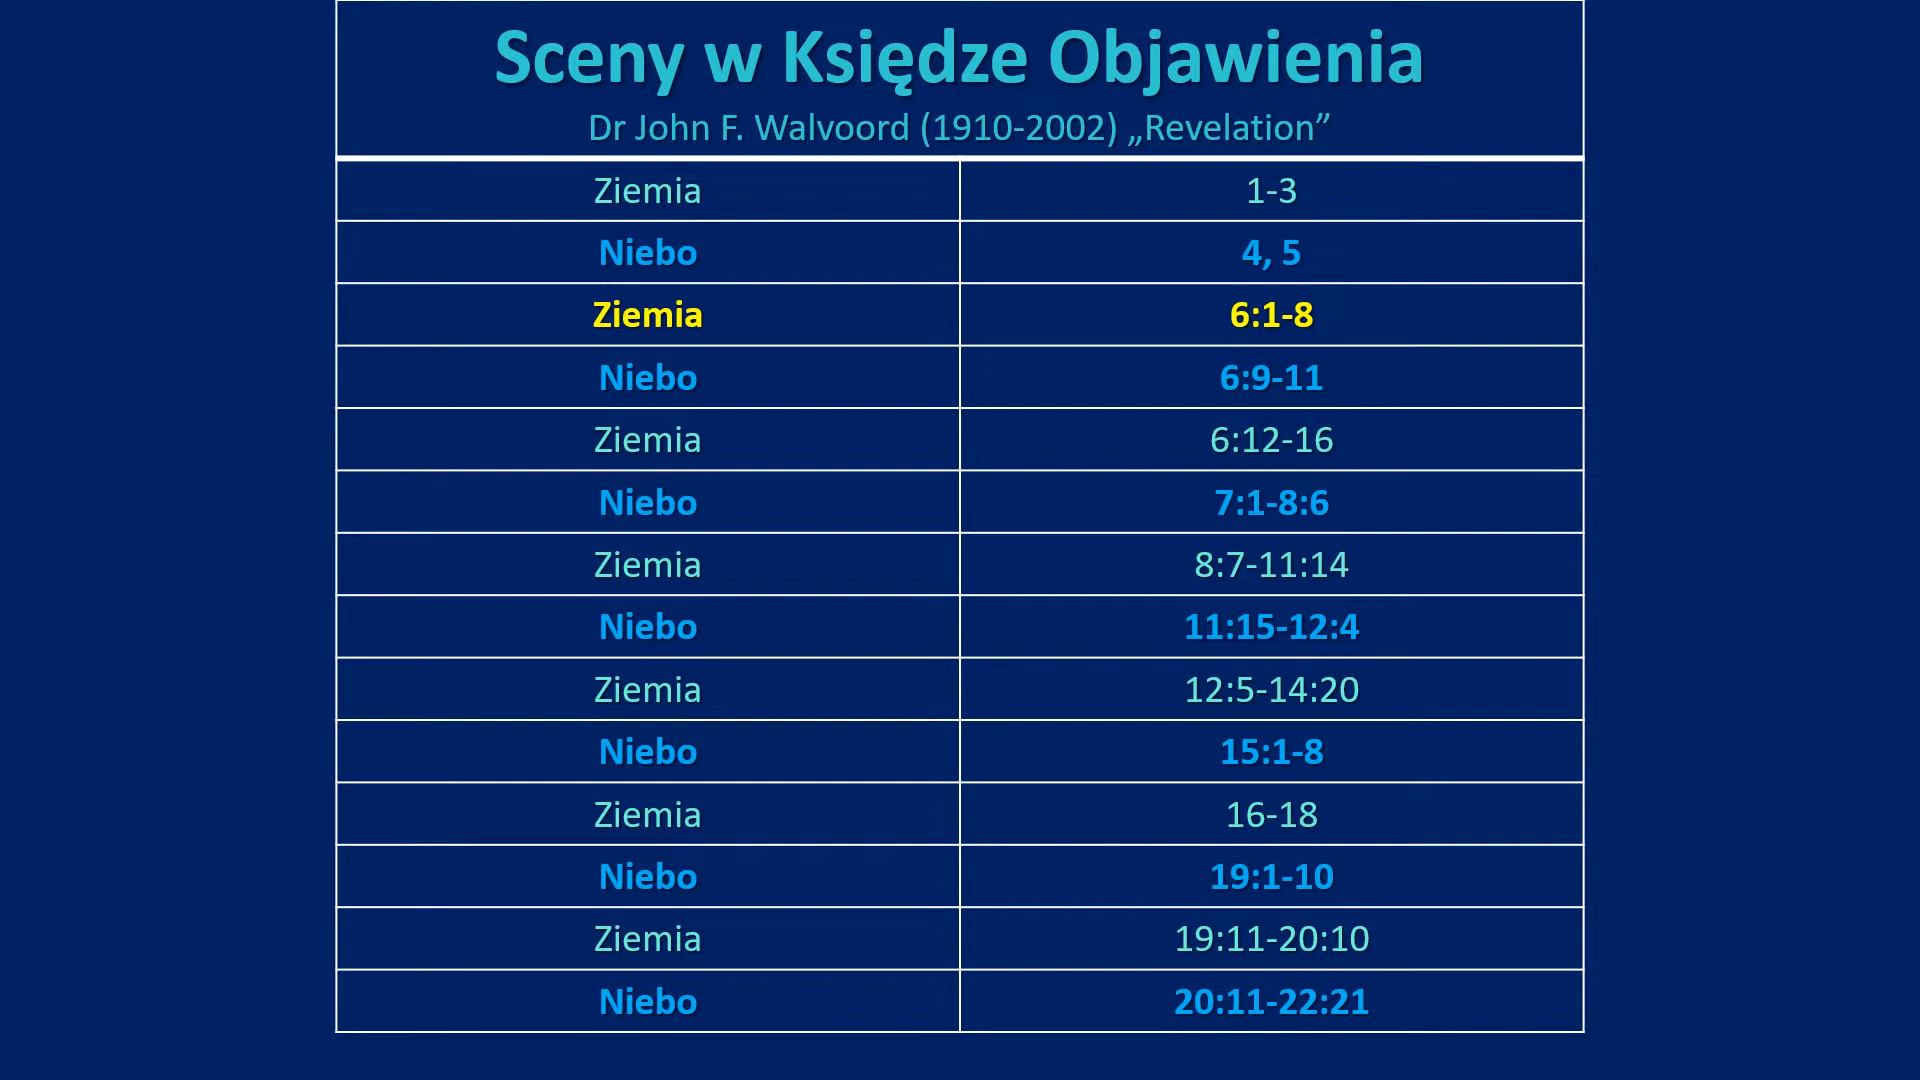 Sceny w Księdze Objawienia
Dr John F. Walvoord (1910-2002) „Revelation”
Ziemia 1-3
Niebo 4, 5
Ziemia 6:1-8
Niebo 6:9-11
Ziemia 6:12-16
Niebo 7:1-8:6
Ziemia 8:7-11:14
Niebo 11:15-12:4
Ziemia 12:5-14:20
Niebo 15:1-8
Ziemia 16-18
Niebo 19:1-10
Ziemia 19:11-20:10
Niebo 20:11-22:21